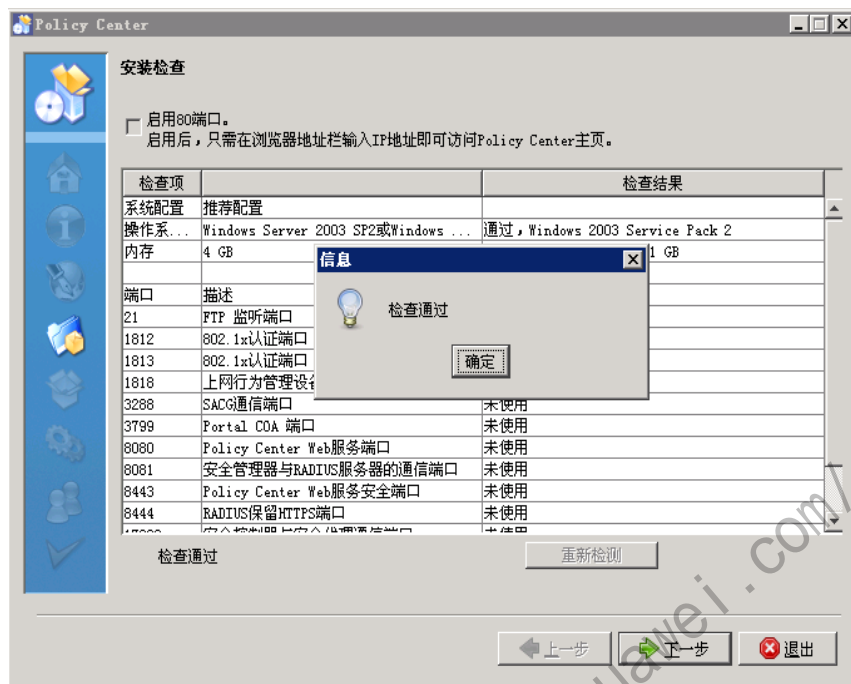 Policy Center
安装检查
启用80端口。
启用后，只需在浏览器地址栏输入IP地址即可访问Policy Center主页。
检查项 检查结果
系统配置 推荐配置
操作系... Windows Server 2003 SP2或Windows ... 通过，Windows 2003 Service Pack 2
内存 4 GB 1 GB
信息
检查通过
确定
端口 描述
21 FTP 监听端口
1812 802.1x认证端口
1813 802.1x认证端口
1818 上网行为管理设
3288 SACG通信端口 未使用
3799 Portal COA 端口 未使用
8080 Policy Center Web服务端口 未使用
8081 安全管理器与RADIUS服务器的通信端口 未使用
8443 Policy Center Web服务安全端口 未使用
8444 RADIUS保留HTTPS端口 未使用
检查通过 重新检测
上一步 下一步 退出
uawei.com/